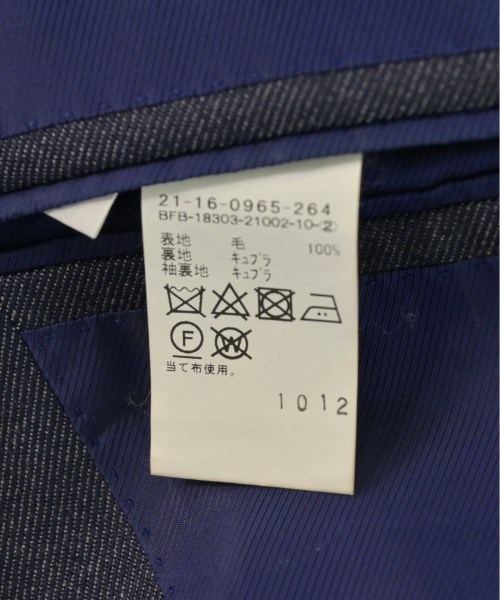 21-16-0965-264
BFB-18303-21002-10-②
表地 毛 100%
裏地 キュプラ
袖裏地 キュプラ
F W
当て布使用。
1012